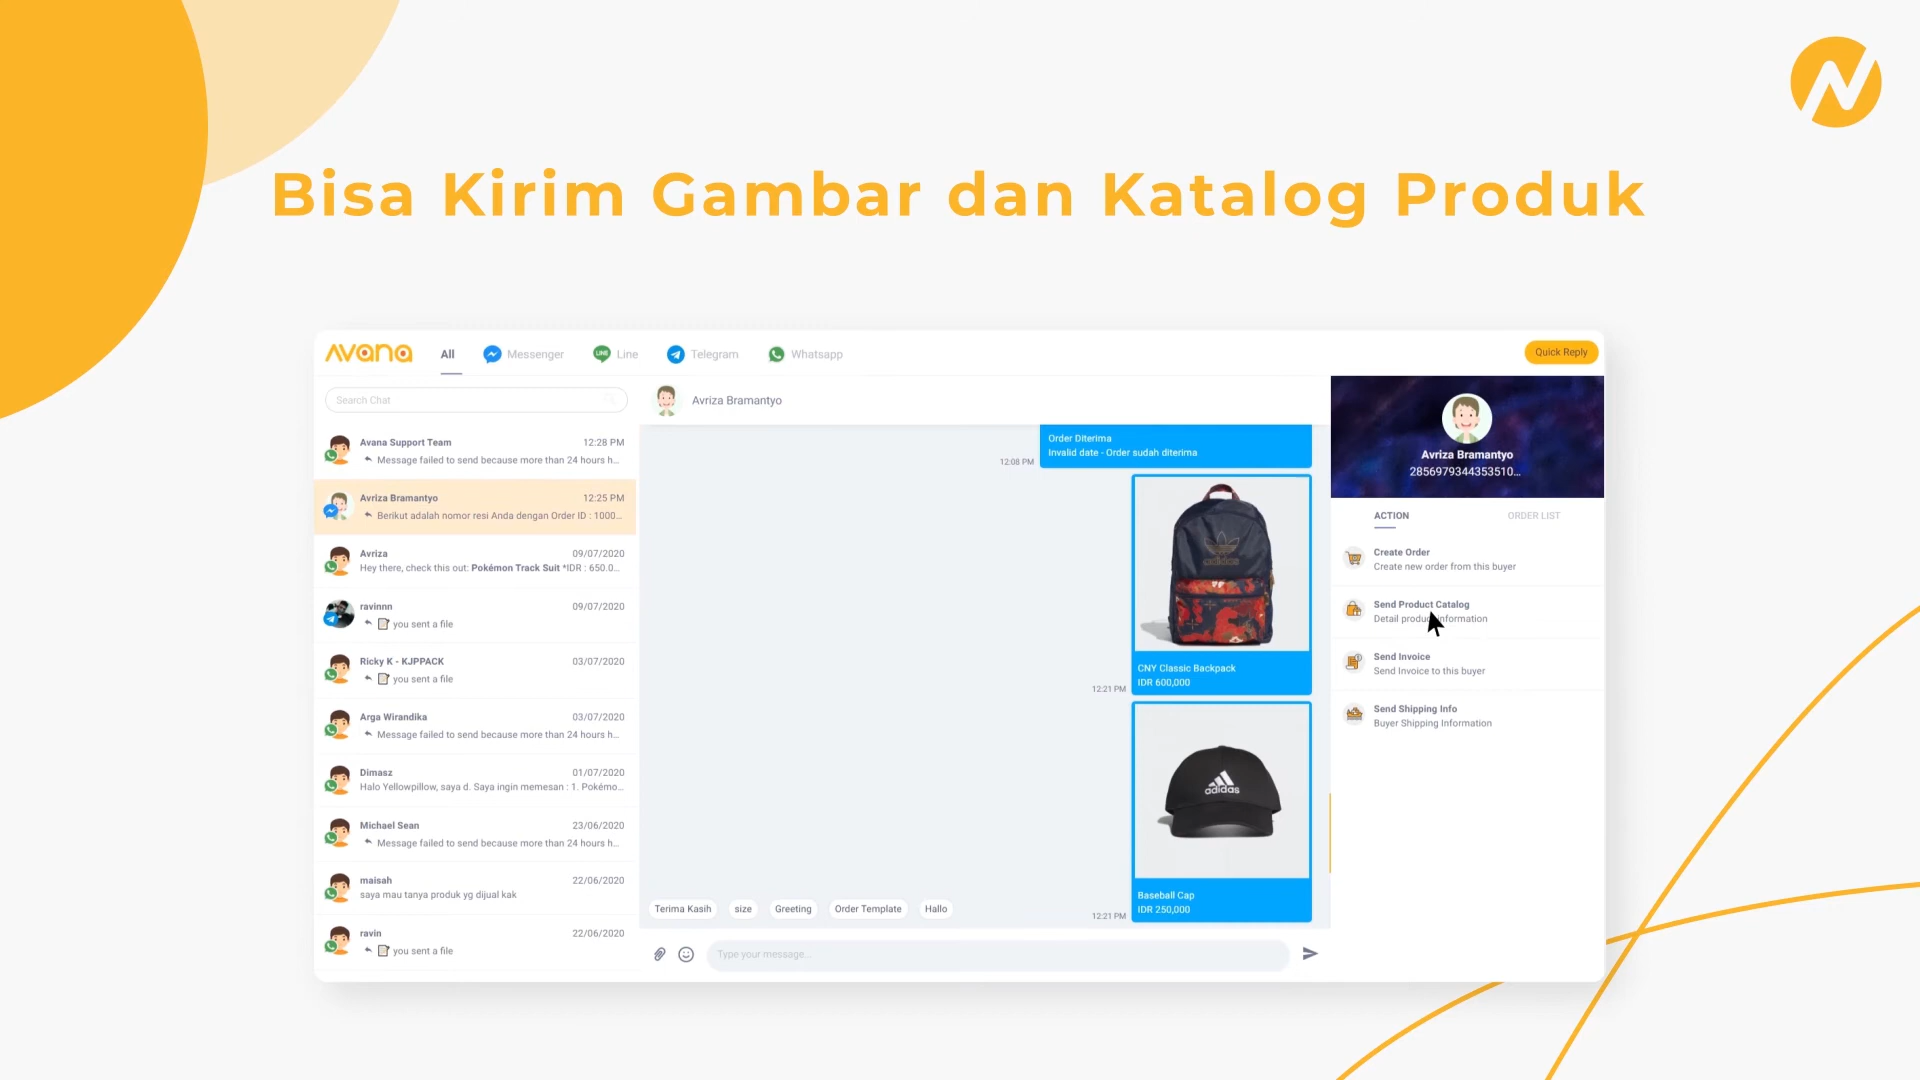 Bisa Kirim Gambar dan Katalog Produk
AVANA
All
Messenger
LINE
Line
Telegram
Whatsapp
Quick Reply
Search Chat
Avana Support Team
12:28 PM
Message failed to send because more than 24 hours h...
Avriza Bramantyo
12:25 PM
Berikut adalah nomor resi Anda dengan Order ID : 1000...
Avriza
09/07/2020
Hey there, check this out: Pokémon Track Suit *IDR : 650.0...
ravinnn
09/07/2020
you sent a file
Ricky K - KJPPACK
03/07/2020
you sent a file
Arga Wirandika
03/07/2020
Message failed to send because more than 24 hours h...
Dimasz
01/07/2020
Halo Yellowpillow, saya d. Saya ingin memesan : 1. Pokémo...
Michael Sean
23/06/2020
Message failed to send because more than 24 hours h...
maisah
22/06/2020
saya mau tanya produk yg dijual kak
ravin
22/06/2020
you sent a file
Avriza Bramantyo
Order Diterima
Invalid date - Order sudah diterima
12:08 PM
adidas
CNY Classic Backpack
IDR 600,000
12:21 PM
adidas
Baseball Cap
IDR 250,000
12:21 PM
Terima Kasih
size
Greeting
Order Template
Hallo
Type your message...
Avriza Bramantyo
2856979344353510...
ACTION
ORDER LIST
Create Order
Create new order from this buyer
Send Product Catalog
Detail product information
Send Invoice
Send Invoice to this buyer
Send Shipping Info
Buyer Shipping Information